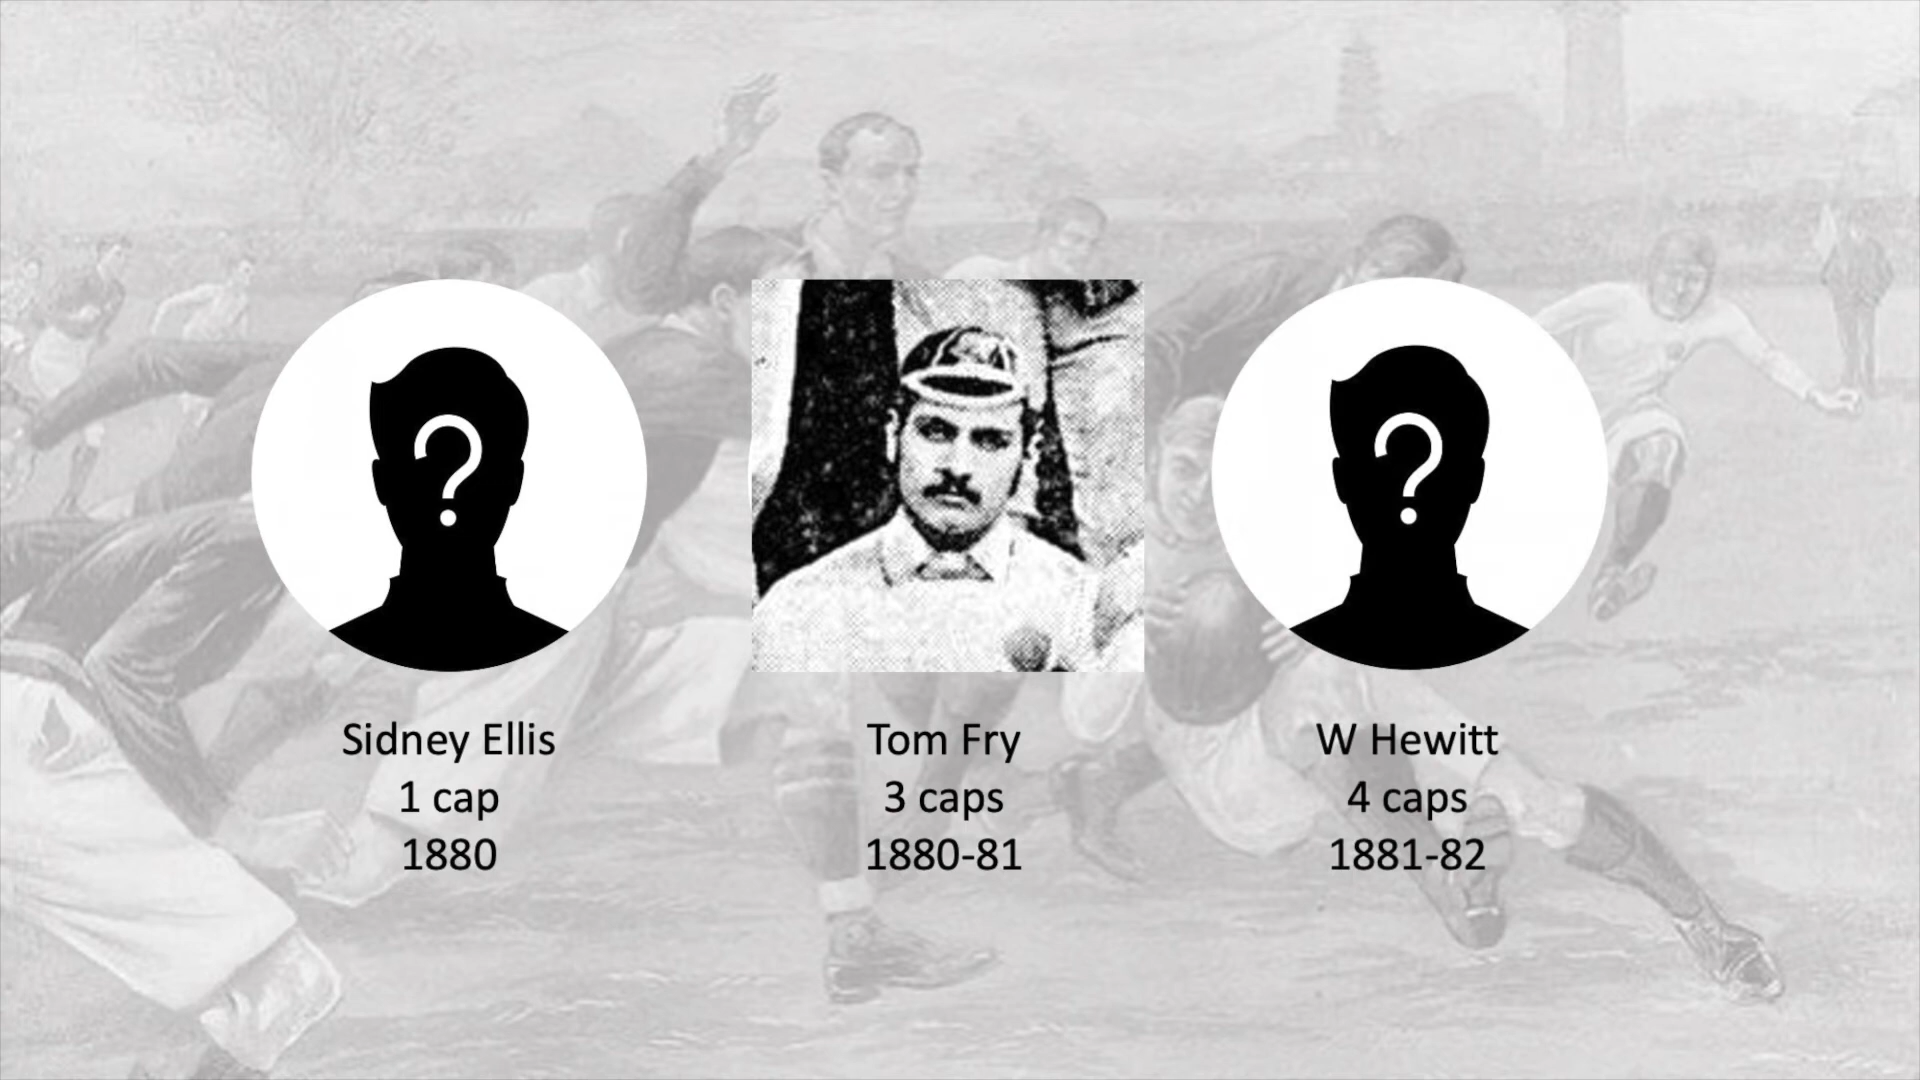 ?
?
Sidney Ellis
1 cap
1880
Tom Fry
3 caps
1880-81
W Hewitt
4 caps
1881-82